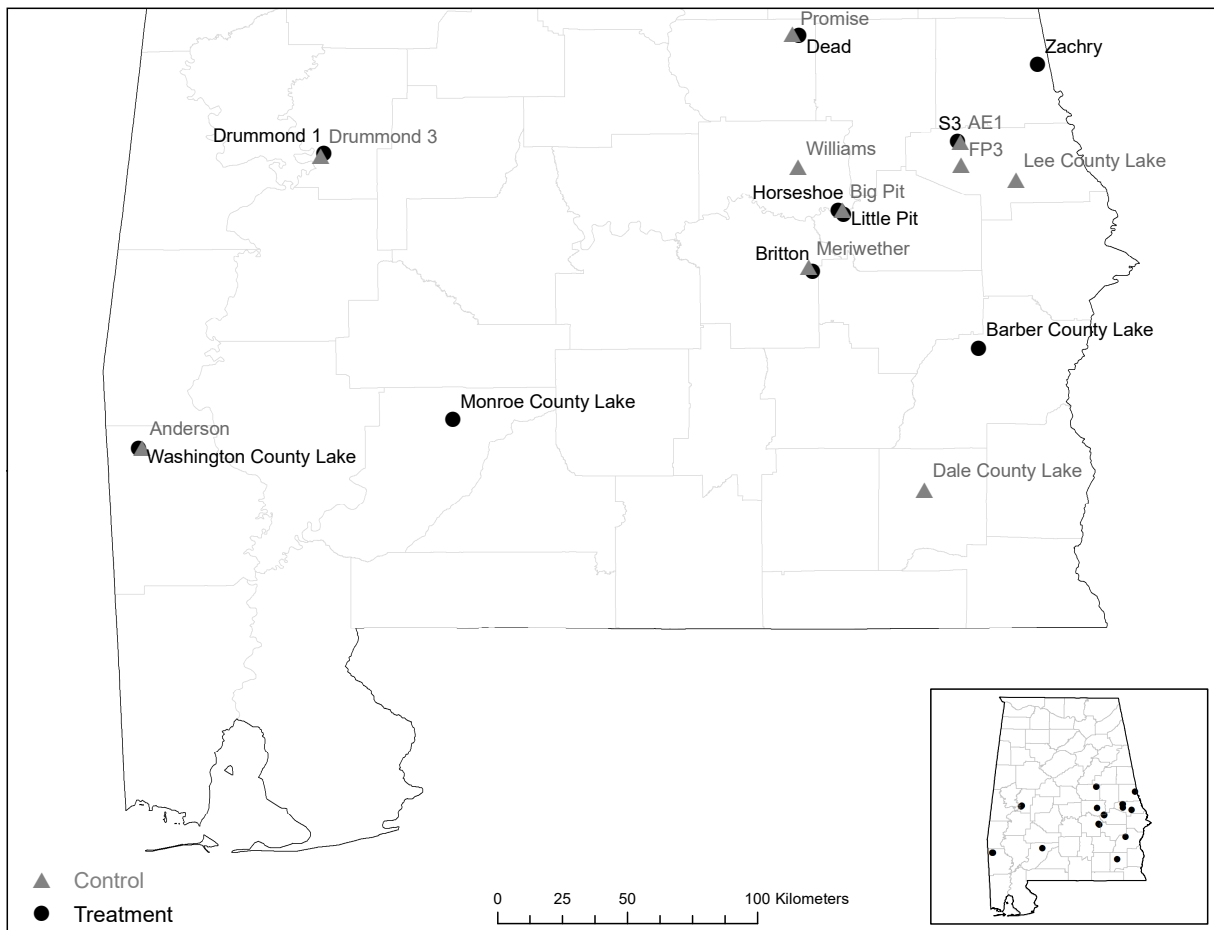 Promise
Dead
Zachry
Drummond 1
Drummond 3
S3
AE1
FP3
Williams
Lee County Lake
Horseshoe
Big Pit
Little Pit
Britton
Meriwether
Barber County Lake
Monroe County Lake
Anderson
Washington County Lake
Dale County Lake
Control
Treatment
0 25 50 100 Kilometers